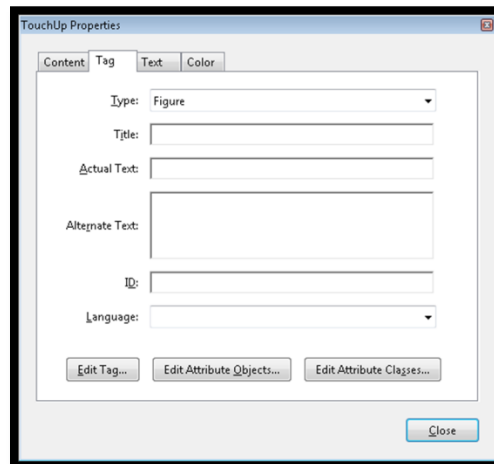 TouchUp Properties
Content Tag Text Color
Type: Figure
Title:
Actual Text:
Alternate Text:
ID:
Language:
Edit Tag... Edit Attribute Objects... Edit Attribute Classes...
Close